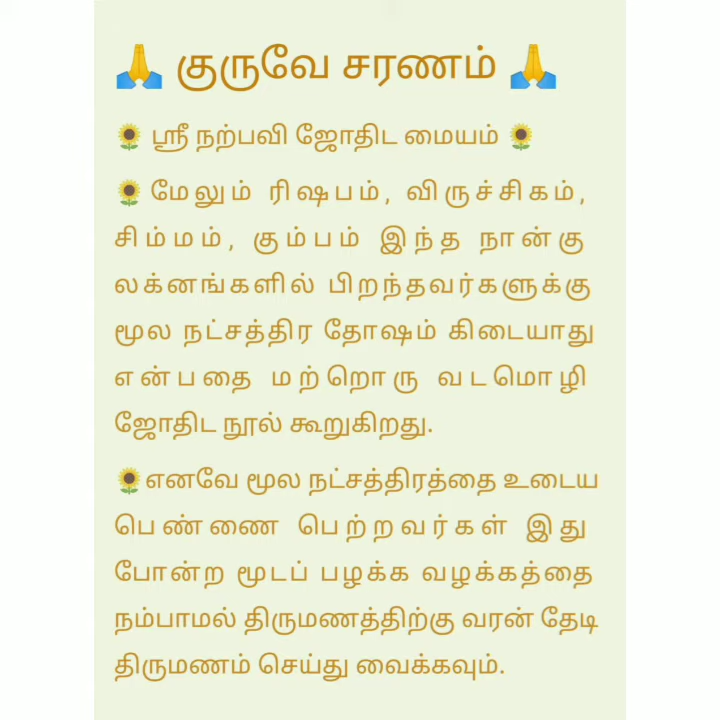 🙏 குருவே சரணம் 🙏
🌻 ஸ்ரீ நற்பவி ஜோதிட மையம் 🌻
🌻 மேலும் ரிஷபம், விருச்சிகம்,
சிம்மம், கும்பம் இந்த நான்கு
லக்னங்களில் பிறந்தவர்களுக்கு
மூல நட்சத்திர தோஷம் கிடையாது
என்பதை மற்றொரு வடமொழி
ஜோதிட நூல் கூறுகிறது.
🌻எனவே மூல நட்சத்திரத்தை உடைய
பெண்ணை பெற்றவர்கள் இது
போன்ற மூடப் பழக்க வழக்கத்தை
நம்பாமல் திருமணத்திற்கு வரன் தேடி
திருமணம் செய்து வைக்கவும்.